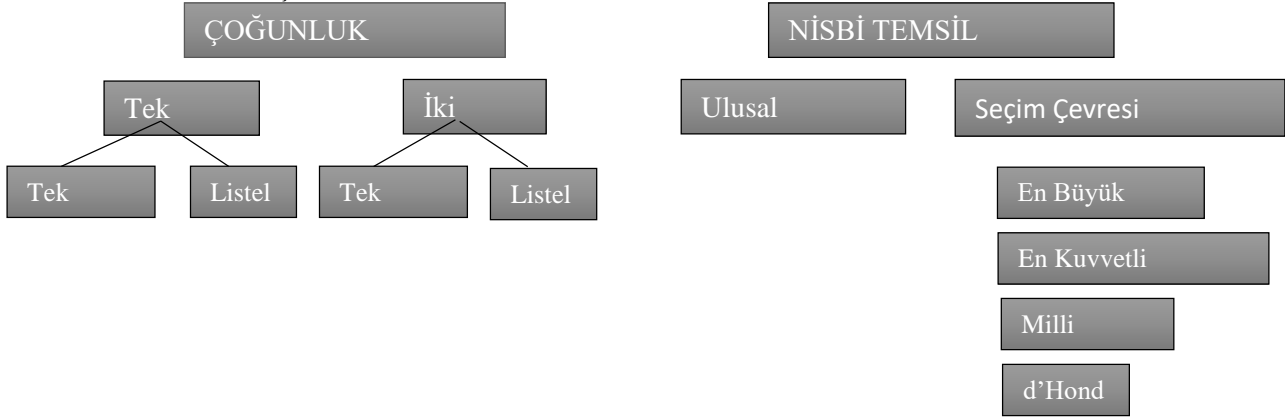 ÇOĞUNLUK
NİSBİ TEMSİL
Tek
İki
Ulusal
Seçim Çevresi
Tek
Listel
Tek
Listel
En Büyük
En Kuvvetli
Milli
d’Hond